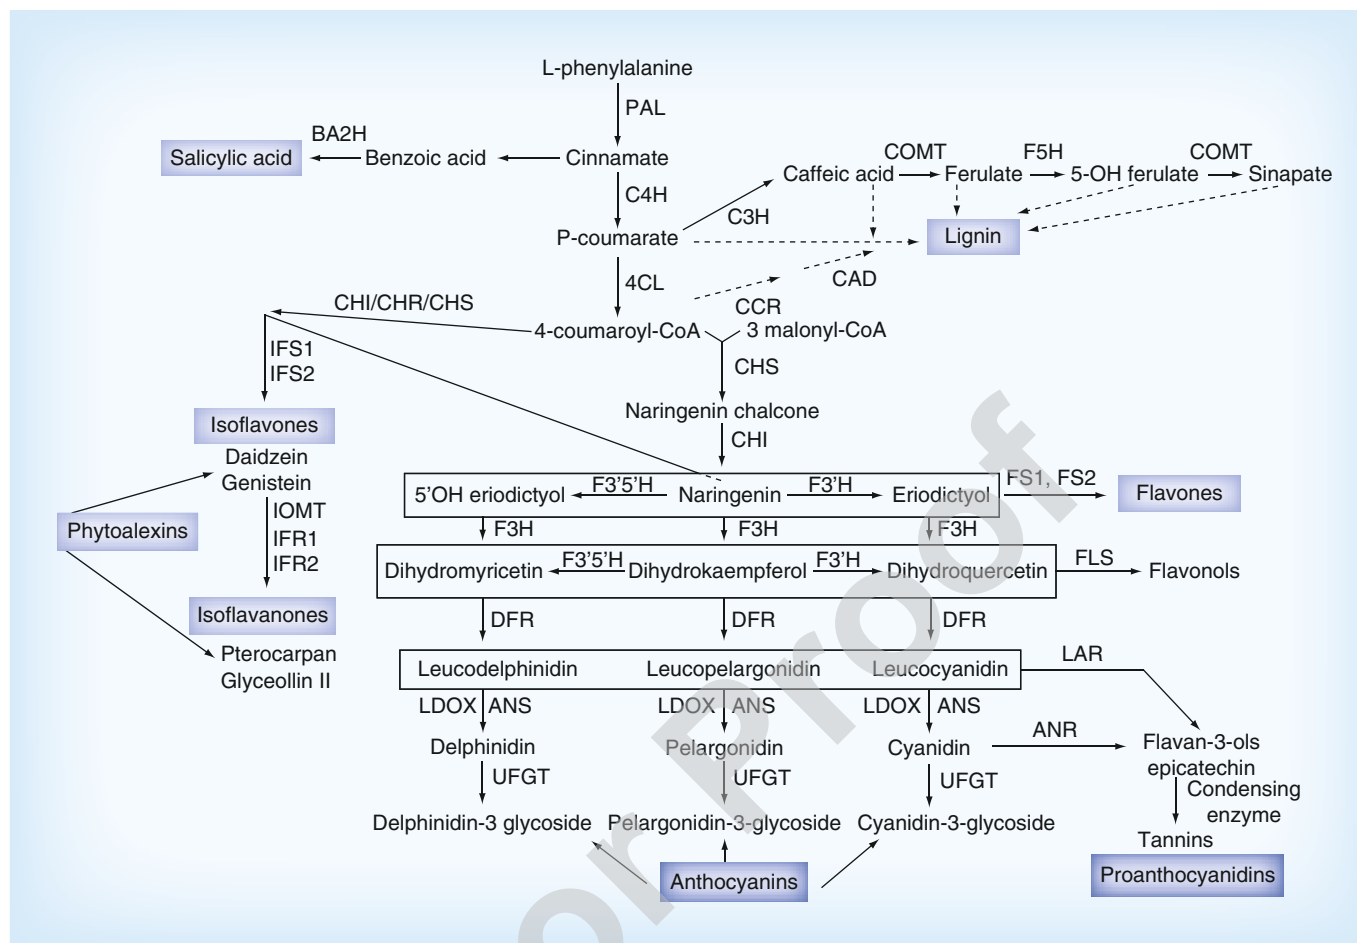 L-phenylalanine
PAL
BA2H
Salicylic acid
Benzoic acid
Cinnamate
C4H
Caffeic acid
COMT
Ferulate
F5H
5-OH ferulate
COMT
Sinapate
C3H
P-coumarate
Lignin
4CL
CCR
CAD
CHI/CHR/CHS
4-coumaroyl-CoA
3 malonyl-CoA
IFS1
IFS2
CHS
Naringenin chalcone
CHI
Isoflavones
Daidzein
Genistein
Phytoalexins
IOMT
IFR1
IFR2
Isoflavanones
Pterocarpan
Glyceollin II
5'OH eriodictyol
F3'5'H
Naringenin
F3'H
Eriodictyol
FS1, FS2
Flavones
F3H
F3H
F3H
Dihydromyricetin
F3'5'H
Dihydrokaempferol
F3'H
Dihydroquercetin
FLS
Flavonols
DFR
DFR
DFR
Leucodelphinidin
Leucopelargonidin
Leucocyanidin
LAR
LDOX ANS
LDOX ANS
LDOX ANS
Delphinidin
Pelargonidin
Cyanidin
ANR
Flavan-3-ols
epicatechin
UFGT
UFGT
UFGT
Condensing
enzyme
Delphinidin-3 glycoside
Pelargonidin-3-glycoside
Cyanidin-3-glycoside
Tannins
Anthocyanins
Proanthocyanidins
or Proof